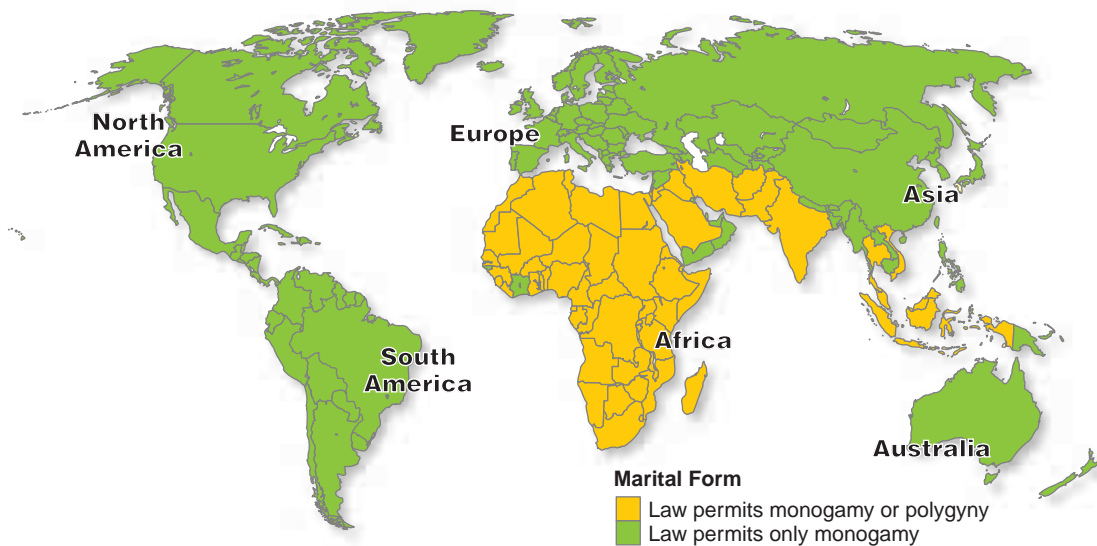 North
America
Europe
Asia
South
America
Africa
Australia
Marital Form
Law permits monogamy or polygyny
Law permits only monogamy